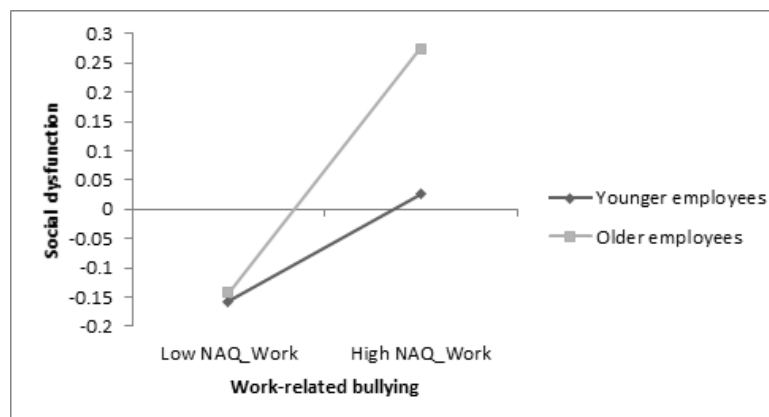 0.3
0.25
0.2
0.15
0.1
0.05
0
-0.05
-0.1
-0.15
-0.2
Social dysfunction
Low NAQ_Work High NAQ_Work
Work-related bullying
Younger employees
Older employees